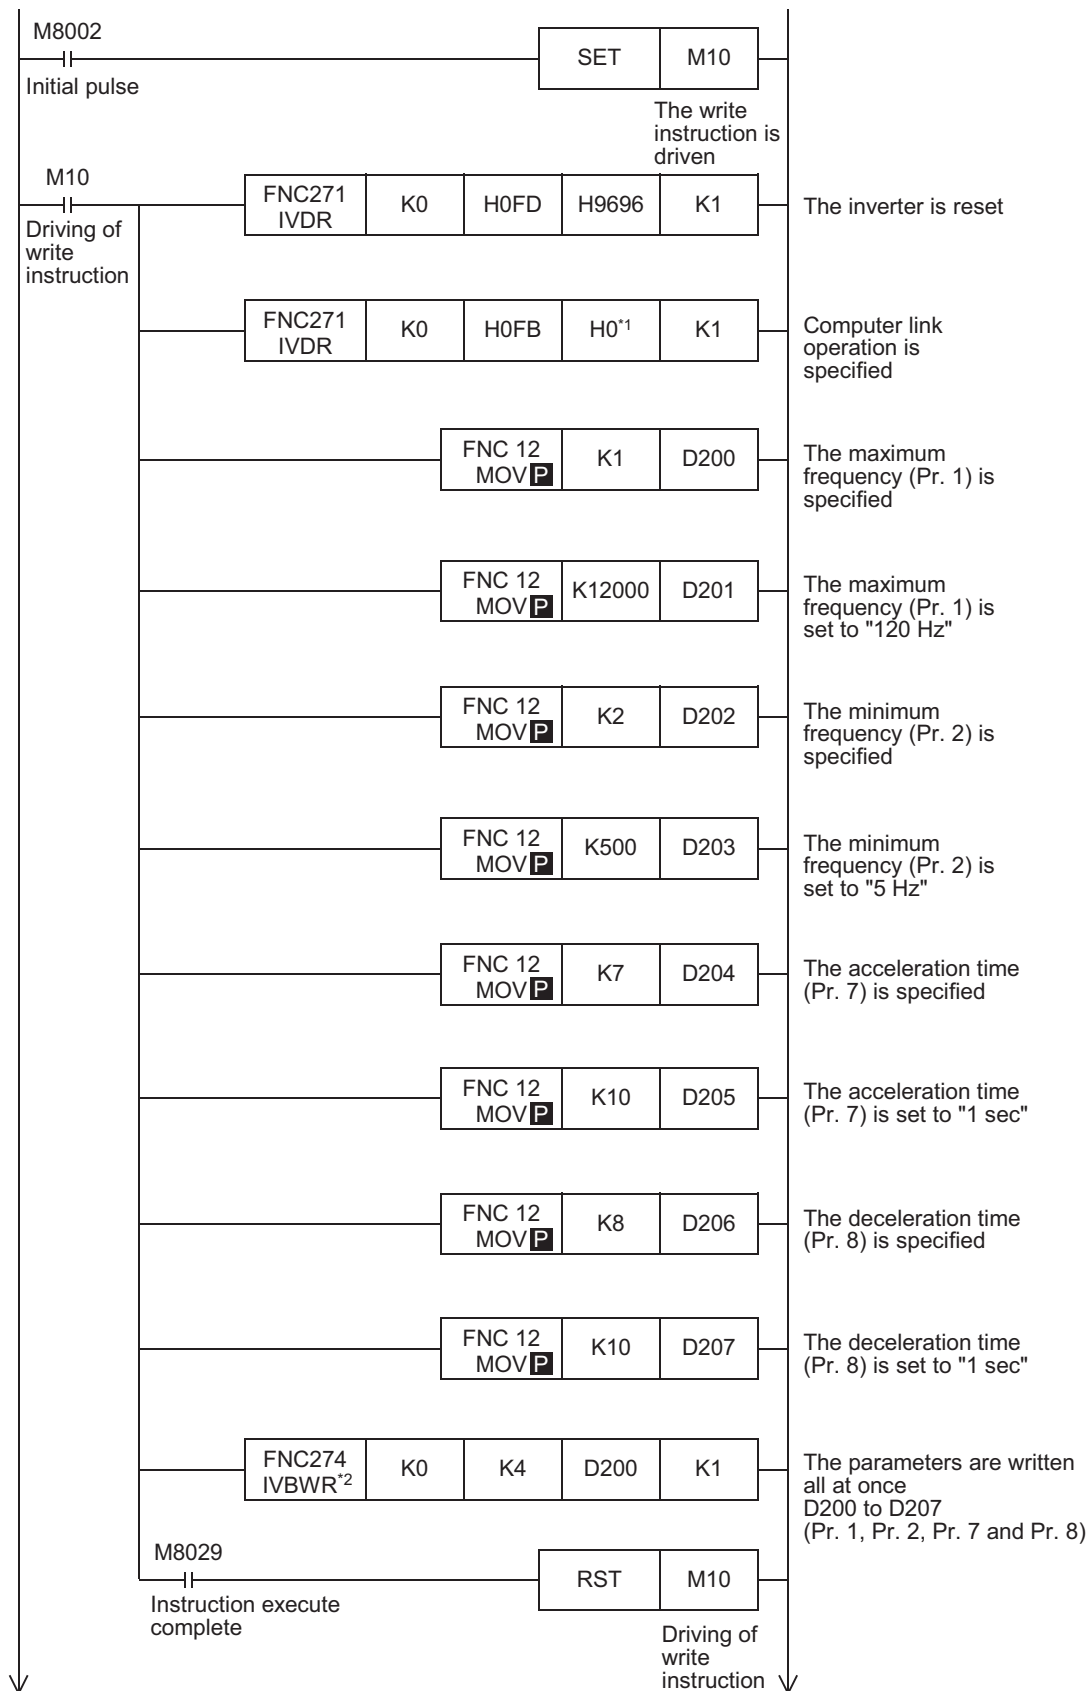 M8002
SET M10
Initial pulse
The write
instruction is
driven
M10
FNC271
IVDR K0 H0FD H9696 K1
The inverter is reset
Driving of
write
instruction
FNC271
IVDR K0 H0FB H0*1 K1
Computer link
operation is
specified
FNC 12
MOV P K1 D200
The maximum
frequency (Pr. 1) is
specified
FNC 12
MOV P K12000 D201
The maximum
frequency (Pr. 1) is
set to "120 Hz"
FNC 12
MOV P K2 D202
The minimum
frequency (Pr. 2) is
specified
FNC 12
MOV P K500 D203
The minimum
frequency (Pr. 2) is
set to "5 Hz"
FNC 12
MOV P K7 D204
The acceleration time
(Pr. 7) is specified
FNC 12
MOV P K10 D205
The acceleration time
(Pr. 7) is set to "1 sec"
FNC 12
MOV P K8 D206
The deceleration time
(Pr. 8) is specified
FNC 12
MOV P K10 D207
The deceleration time
(Pr. 8) is set to "1 sec"
FNC274
IVBWR*2 K0 K4 D200 K1
The parameters are written
all at once
D200 to D207
(Pr. 1, Pr. 2, Pr. 7 and Pr. 8)
M8029
RST M10
Instruction execute
complete
Driving of
write
instruction